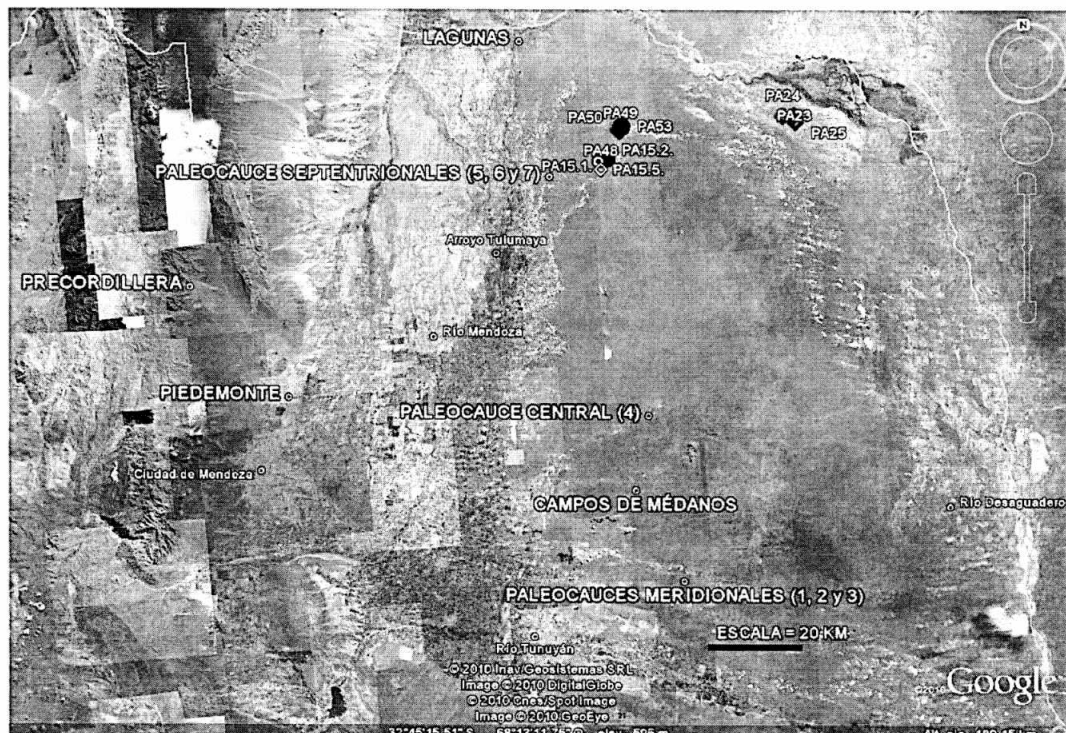 LAGUNAS
N
PA24
PA50 PA49
PA23
PA53
PA25
PA48 PA15.2.
PA15.1.
PA15.5.
PALEOCAUCE SEPTENTRIONALES (5, 6 y 7)
Arroyo Tulumaya
PRECORDILLERA
Río Mendoza
PIEDEMONTE
PALEOCAUCE CENTRAL (4)
Ciudad de Mendoza
CAMPOS DE MÉDANOS
Río Desaguadero
PALEOCAUCES MERIDIONALES (1, 2 y 3)
ESCALA = 20 KM
Río Tunuyán
© 2010 Inav/Geosistemas SRL
Image © 2010 DigitalGlobe
© 2010 Cnes/Spot Image
Image © 2010 GeoEye
©2010 Google